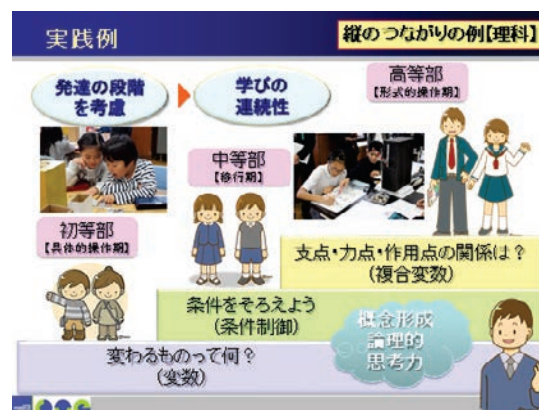 実践例
縦のつながりの例【理科】
発達の段階
を考慮
学びの
連続性
高等部
【形式的操作期】
中等部
【移行期】
初等部
【具体的操作期】
支点・力点・作用点の関係は？
(複合変数)
条件をそろえよう
(条件制御)
変わるものって何？
(変数)
概念形成
論理的
思考力